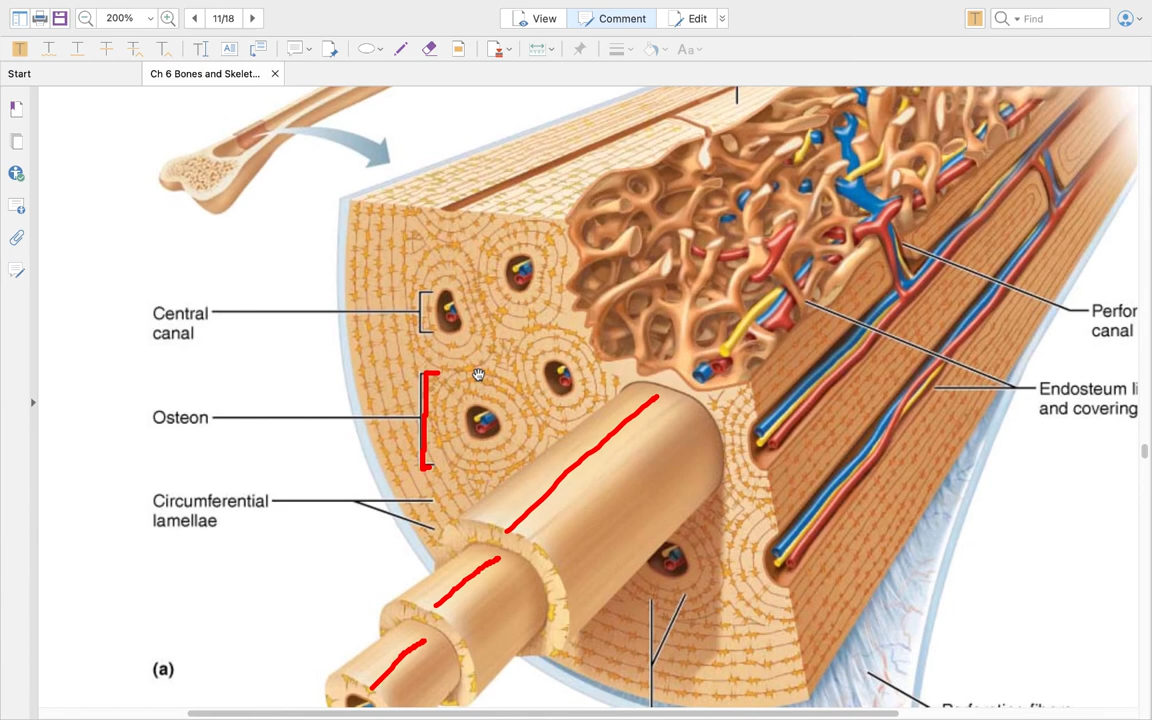 200%
11/18
View
Comment
Edit
Find
Start
Ch 6 Bones and Skelet...
Aa
Central
canal
Perfor
canal
Osteon
Endosteum li
and covering
Circumferential
lamellae
(a)